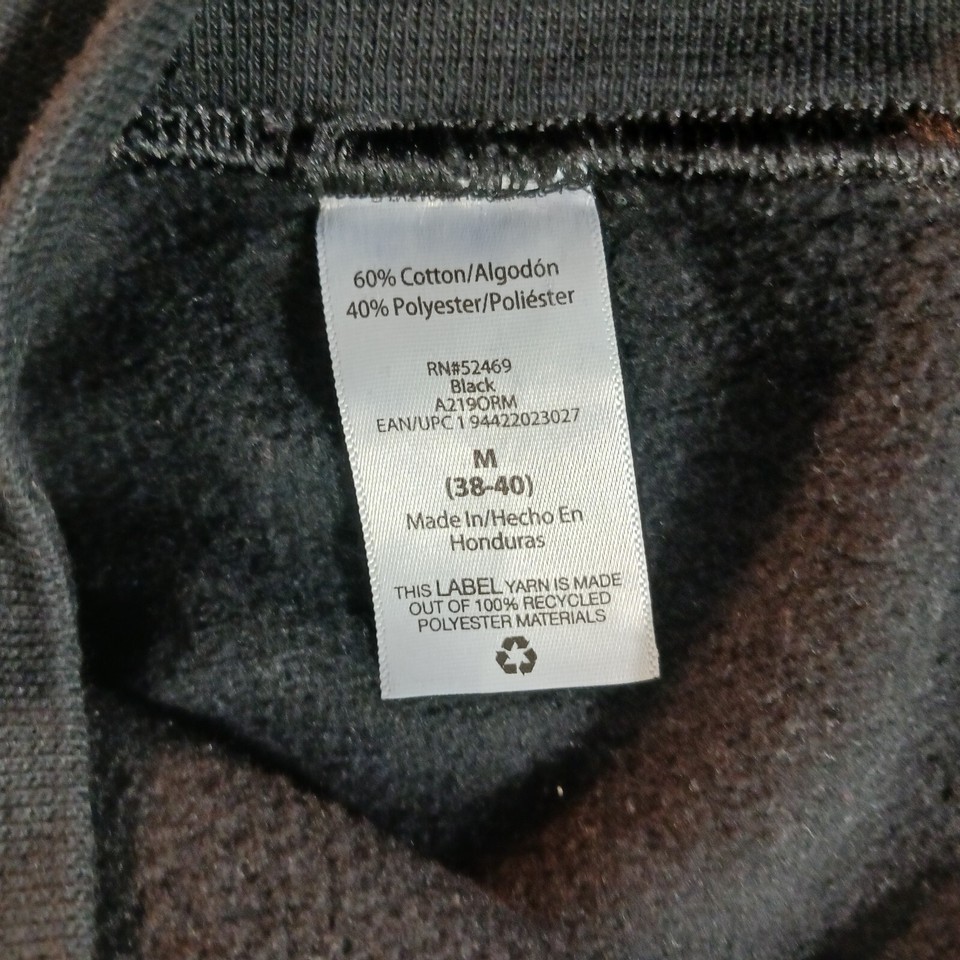 60% Cotton/Algodón
40% Polyester/Poliéster
RN#52469
Black
A219ORM
EAN/UPC 1 94422023027
M
(38-40)
Made In/Hecho En
Honduras
THIS LABEL YARN IS MADE
OUT OF 100% RECYCLED
POLYESTER MATERIALS